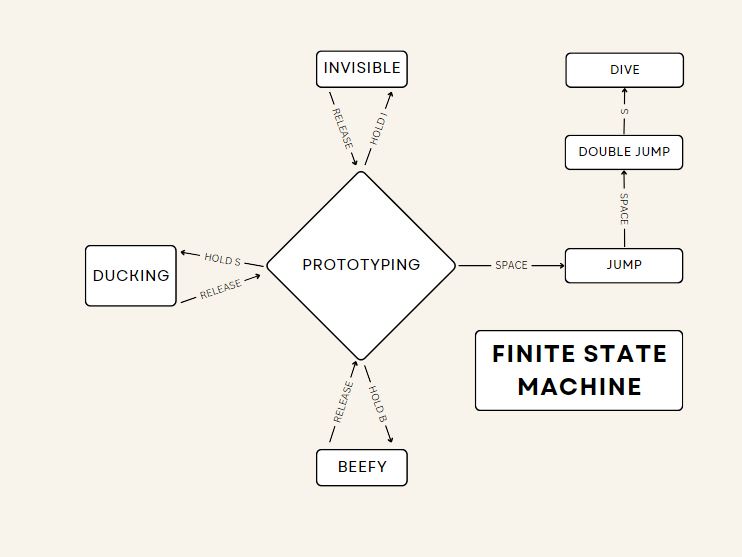 INVISIBLE
DIVE
RELEASE
HOLD I
S
DOUBLE JUMP
SPACE
HOLD S
DUCKING
RELEASE
PROTOTYPING
SPACE
JUMP
FINITE STATE
MACHINE
RELEASE
HOLD B
BEEFY